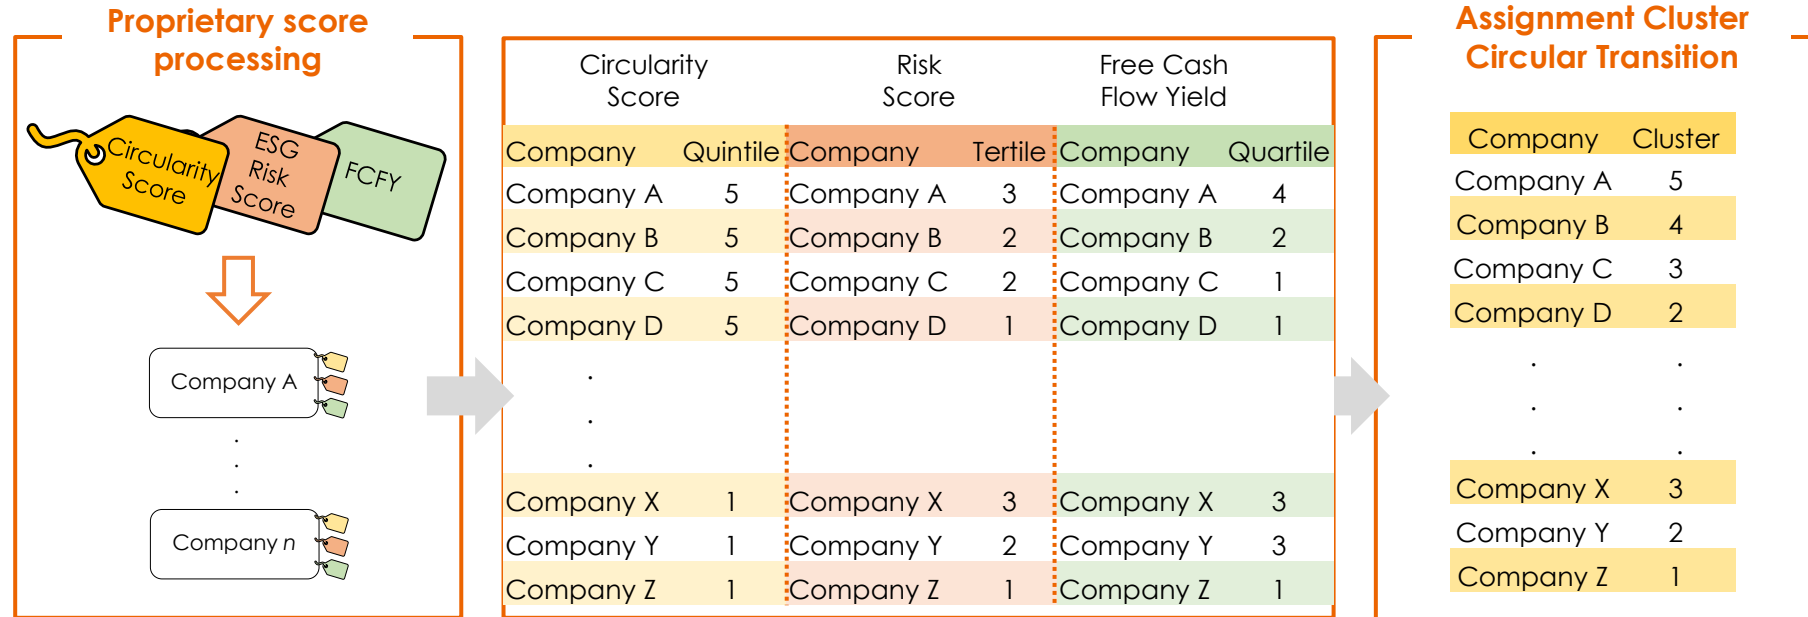 Proprietary score
processing
Circularity
Score
ESG
Risk
Score
FCFY
Company A
.
.
.
Company n
Circularity
Score
Risk
Score
Free Cash
Flow Yield
Company Quintile Company Tertile Company Quartile
Company A 5 Company A 3 Company A 4
Company B 5 Company B 2 Company B 2
Company C 5 Company C 2 Company C 1
Company D 5 Company D 1 Company D 1
.
.
.
Company X 1 Company X 3 Company X 3
Company Y 1 Company Y 2 Company Y 3
Company Z 1 Company Z 1 Company Z 1
Assignment Cluster
Circular Transition
Company Cluster
Company A 5
Company B 4
Company C 3
Company D 2
. .
. .
. .
Company X 3
Company Y 2
Company Z 1